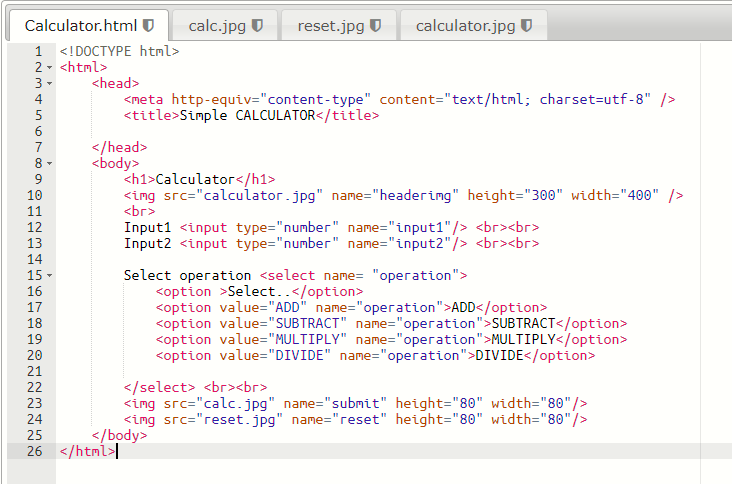 Calculator.html calc.jpg reset.jpg calculator.jpg
1 <!DOCTYPE html>
2 <html>
3     <head>
4         <meta http-equiv="content-type" content="text/html; charset=utf-8" />
5         <title>Simple CALCULATOR</title>
6
7     </head>
8     <body>
9         <h1>Calculator</h1>
10         <img src="calculator.jpg" name="headerimg" height="300" width="400" />
11         <br>
12         Input1 <input type="number" name="input1"/> <br><br>
13         Input2 <input type="number" name="input2"/> <br><br>
14
15         Select operation <select name= "operation">
16             <option >Select..</option>
17             <option value="ADD" name="operation">ADD</option>
18             <option value="SUBTRACT" name="operation">SUBTRACT</option>
19             <option value="MULTIPLY" name="operation">MULTIPLY</option>
20             <option value="DIVIDE" name="operation">DIVIDE</option>
21
22         </select> <br><br>
23         <img src="calc.jpg" name="submit" height="80" width="80"/>
24         <img src="reset.jpg" name="reset" height="80" width="80"/>
25     </body>
26 </html>